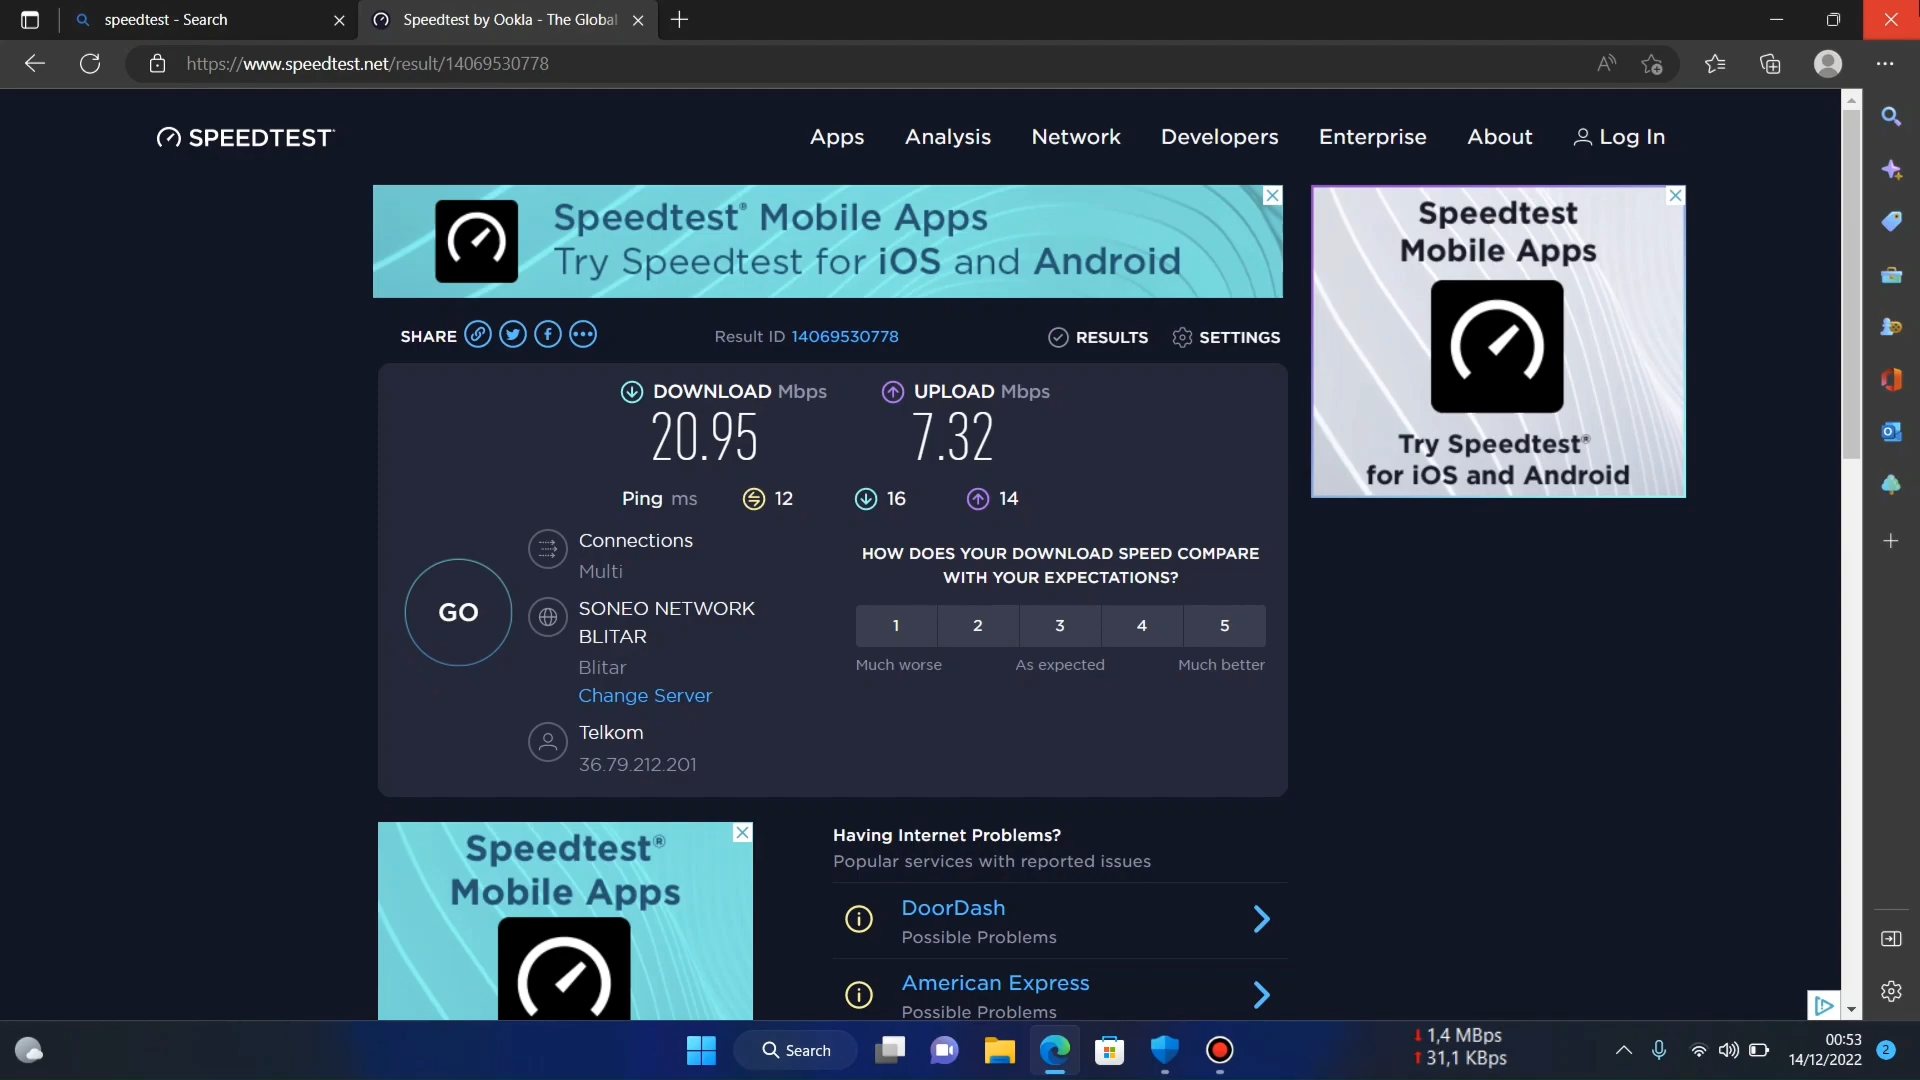 speedtest - Search
Speedtest by Ookla - The Global
https://www.speedtest.net/result/14069530778
SPEEDTEST
Apps
Analysis
Network
Developers
Enterprise
About
Log In
Speedtest® Mobile Apps
Try Speedtest for iOS and Android
Speedtest
Mobile Apps
Try Speedtest®
for iOS and Android
SHARE
Result ID 14069530778
RESULTS
SETTINGS
DOWNLOAD Mbps
20.95
UPLOAD Mbps
7.32
Ping ms
12
16
14
GO
Connections
Multi
SONEO NETWORK
BLITAR
Blitar
Change Server
Telkom
36.79.212.201
HOW DOES YOUR DOWNLOAD SPEED COMPARE
WITH YOUR EXPECTATIONS?
1 2 3 4 5
Much worse
As expected
Much better
Speedtest®
Mobile Apps
Having Internet Problems?
Popular services with reported issues
DoorDash
Possible Problems
American Express
Possible Problems
Search
1,4 MBps
31,1 KBps
00:53
14/12/2022
2